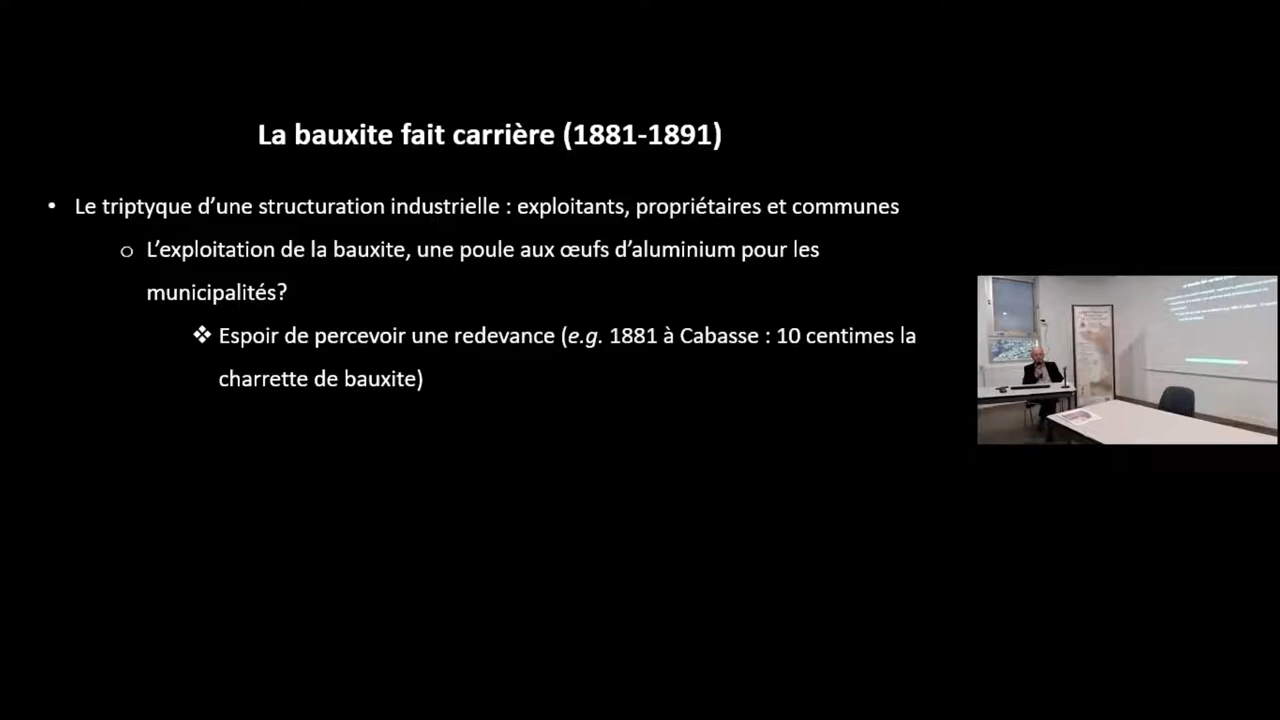 La bauxite fait carrière (1881-1891)
• Le triptyque d’une structuration industrielle : exploitants, propriétaires et communes
o L’exploitation de la bauxite, une poule aux œufs d’aluminium pour les
municipalités?
❖ Espoir de percevoir une redevance (e.g. 1881 à Cabasse : 10 centimes la
charrette de bauxite)